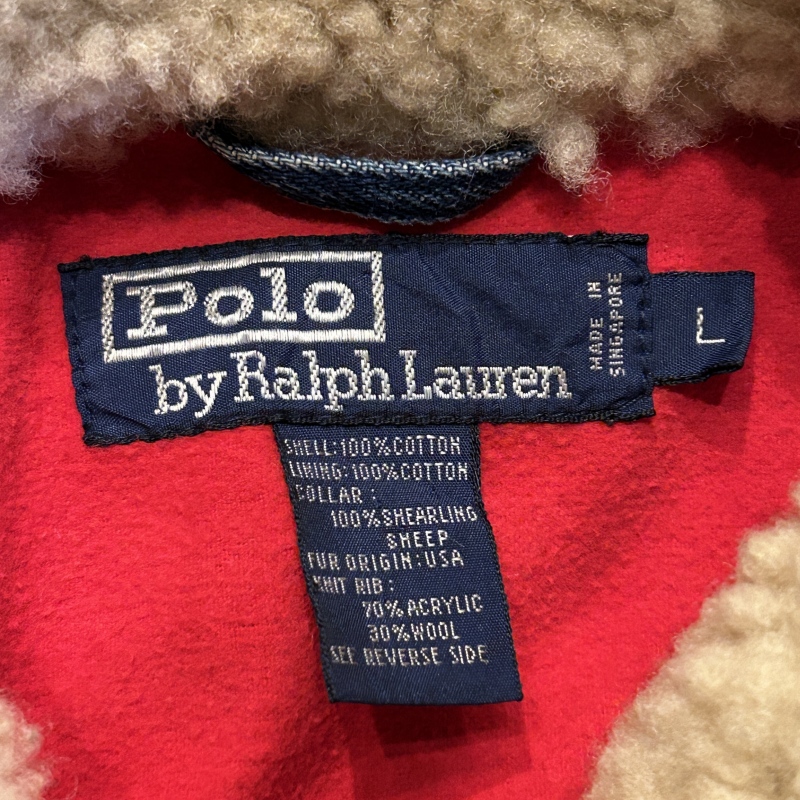 Polo
by Ralph Lauren
MADE IN
SINGAPORE
L
SHELL:100%COTTON
LINING:100%COTTON
COLLAR:
100%SHEARLING
SHEEP
FUR ORIGIN:USA
KNIT RIB:
70%ACRYLIC
30%WOOL
SEE REVERSE SIDE